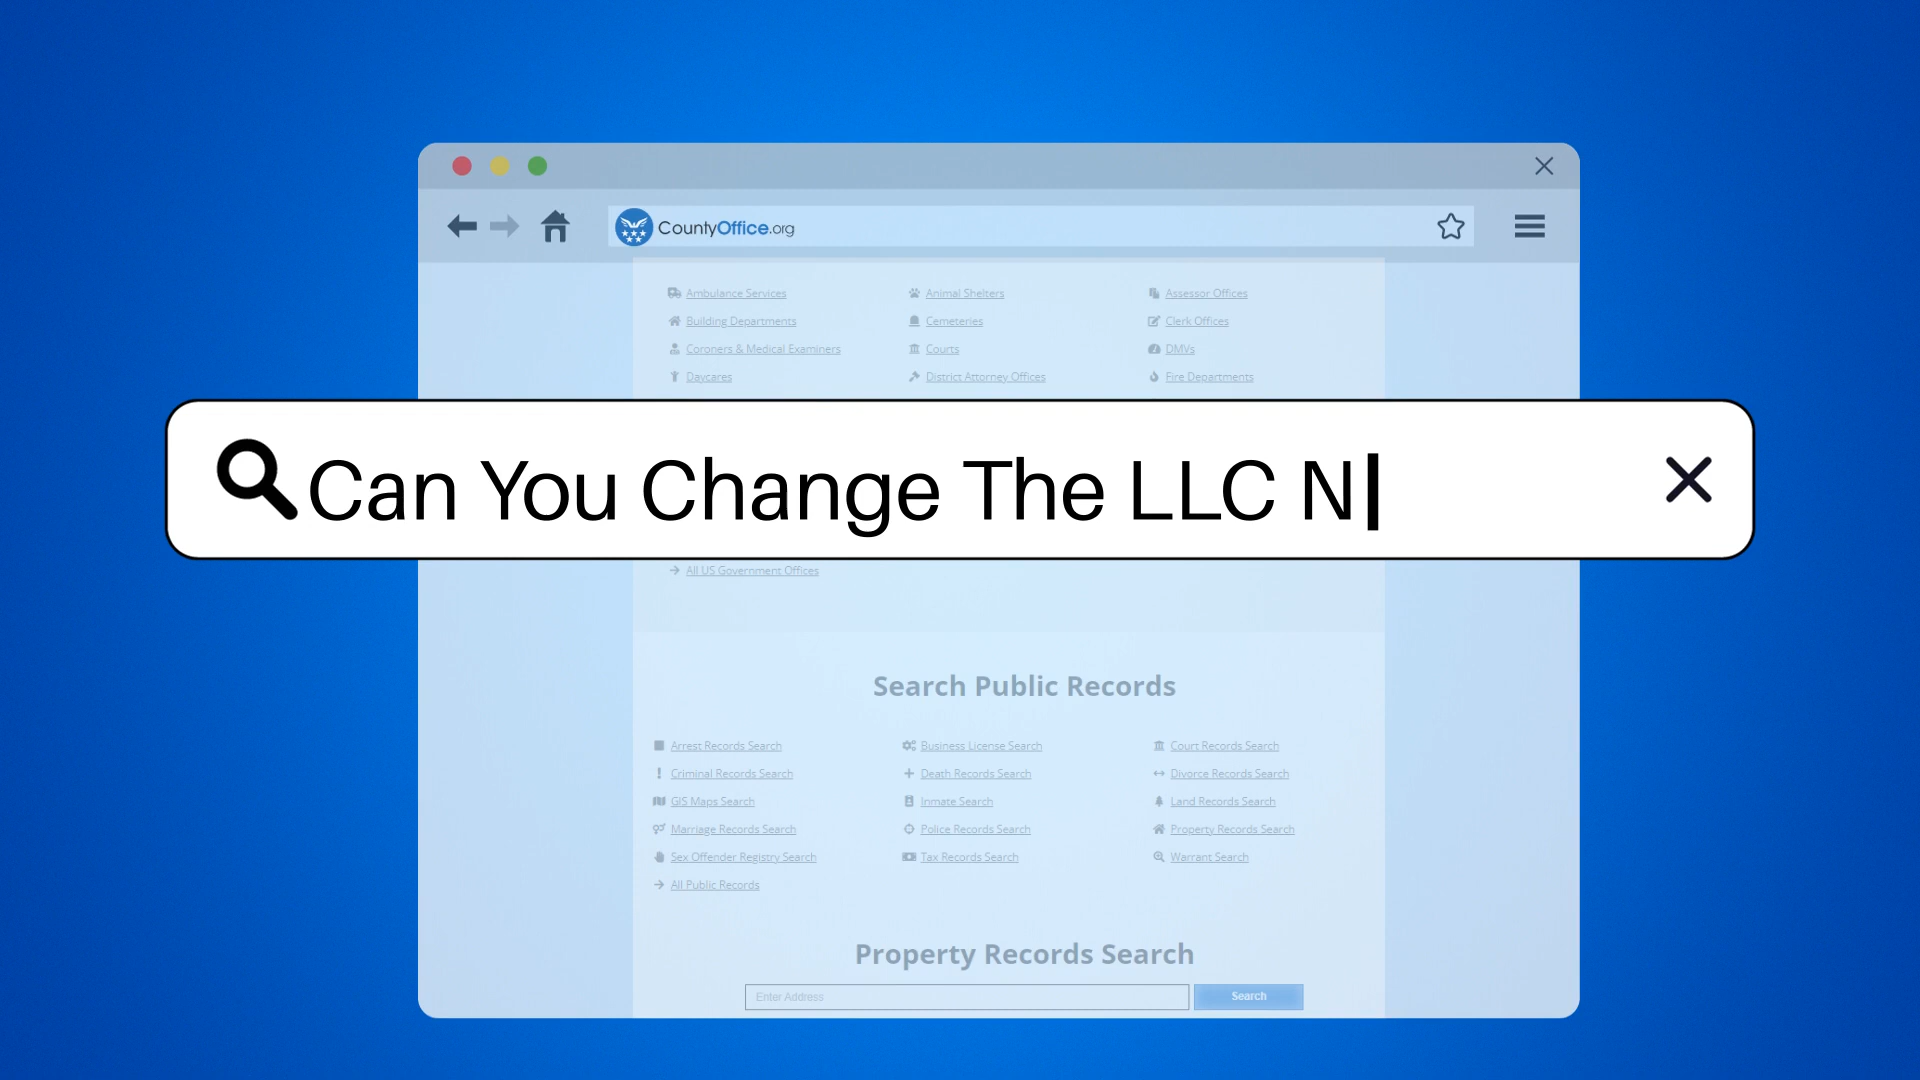 CountyOffice.org
Ambulance Services Animal Shelters Assessor Offices
Building Departments Cemeteries Clerk Offices
Coroners & Medical Examiners Courts DMVs
Daycares District Attorney Offices Fire Departments
Can You Change The LLC N
All US Government Offices
Search Public Records
Arrest Records Search Business License Search Court Records Search
Criminal Records Search Death Records Search Divorce Records Search
GIS Maps Search Inmate Search Land Records Search
Marriage Records Search Police Records Search Property Records Search
Sex Offender Registry Search Tax Records Search Warrant Search
All Public Records
Property Records Search
Enter Address Search